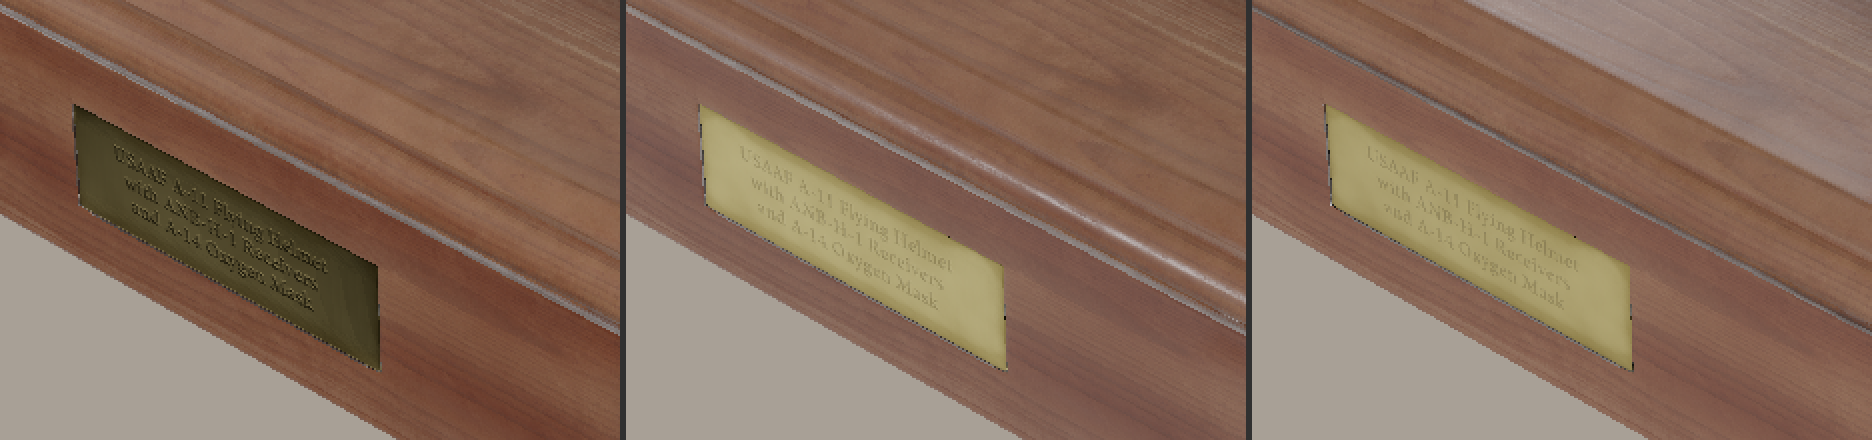 USAAF A-11 Flying Helmet
with ANB-H-1 Receivers
and A-14 Oxygen Mask
USAAF A-11 Flying Helmet
with ANB-H-1 Receivers
and A-14 Oxygen Mask
USAAF A-11 Flying Helmet
with ANB-H-1 Receivers
and A-14 Oxygen Mask